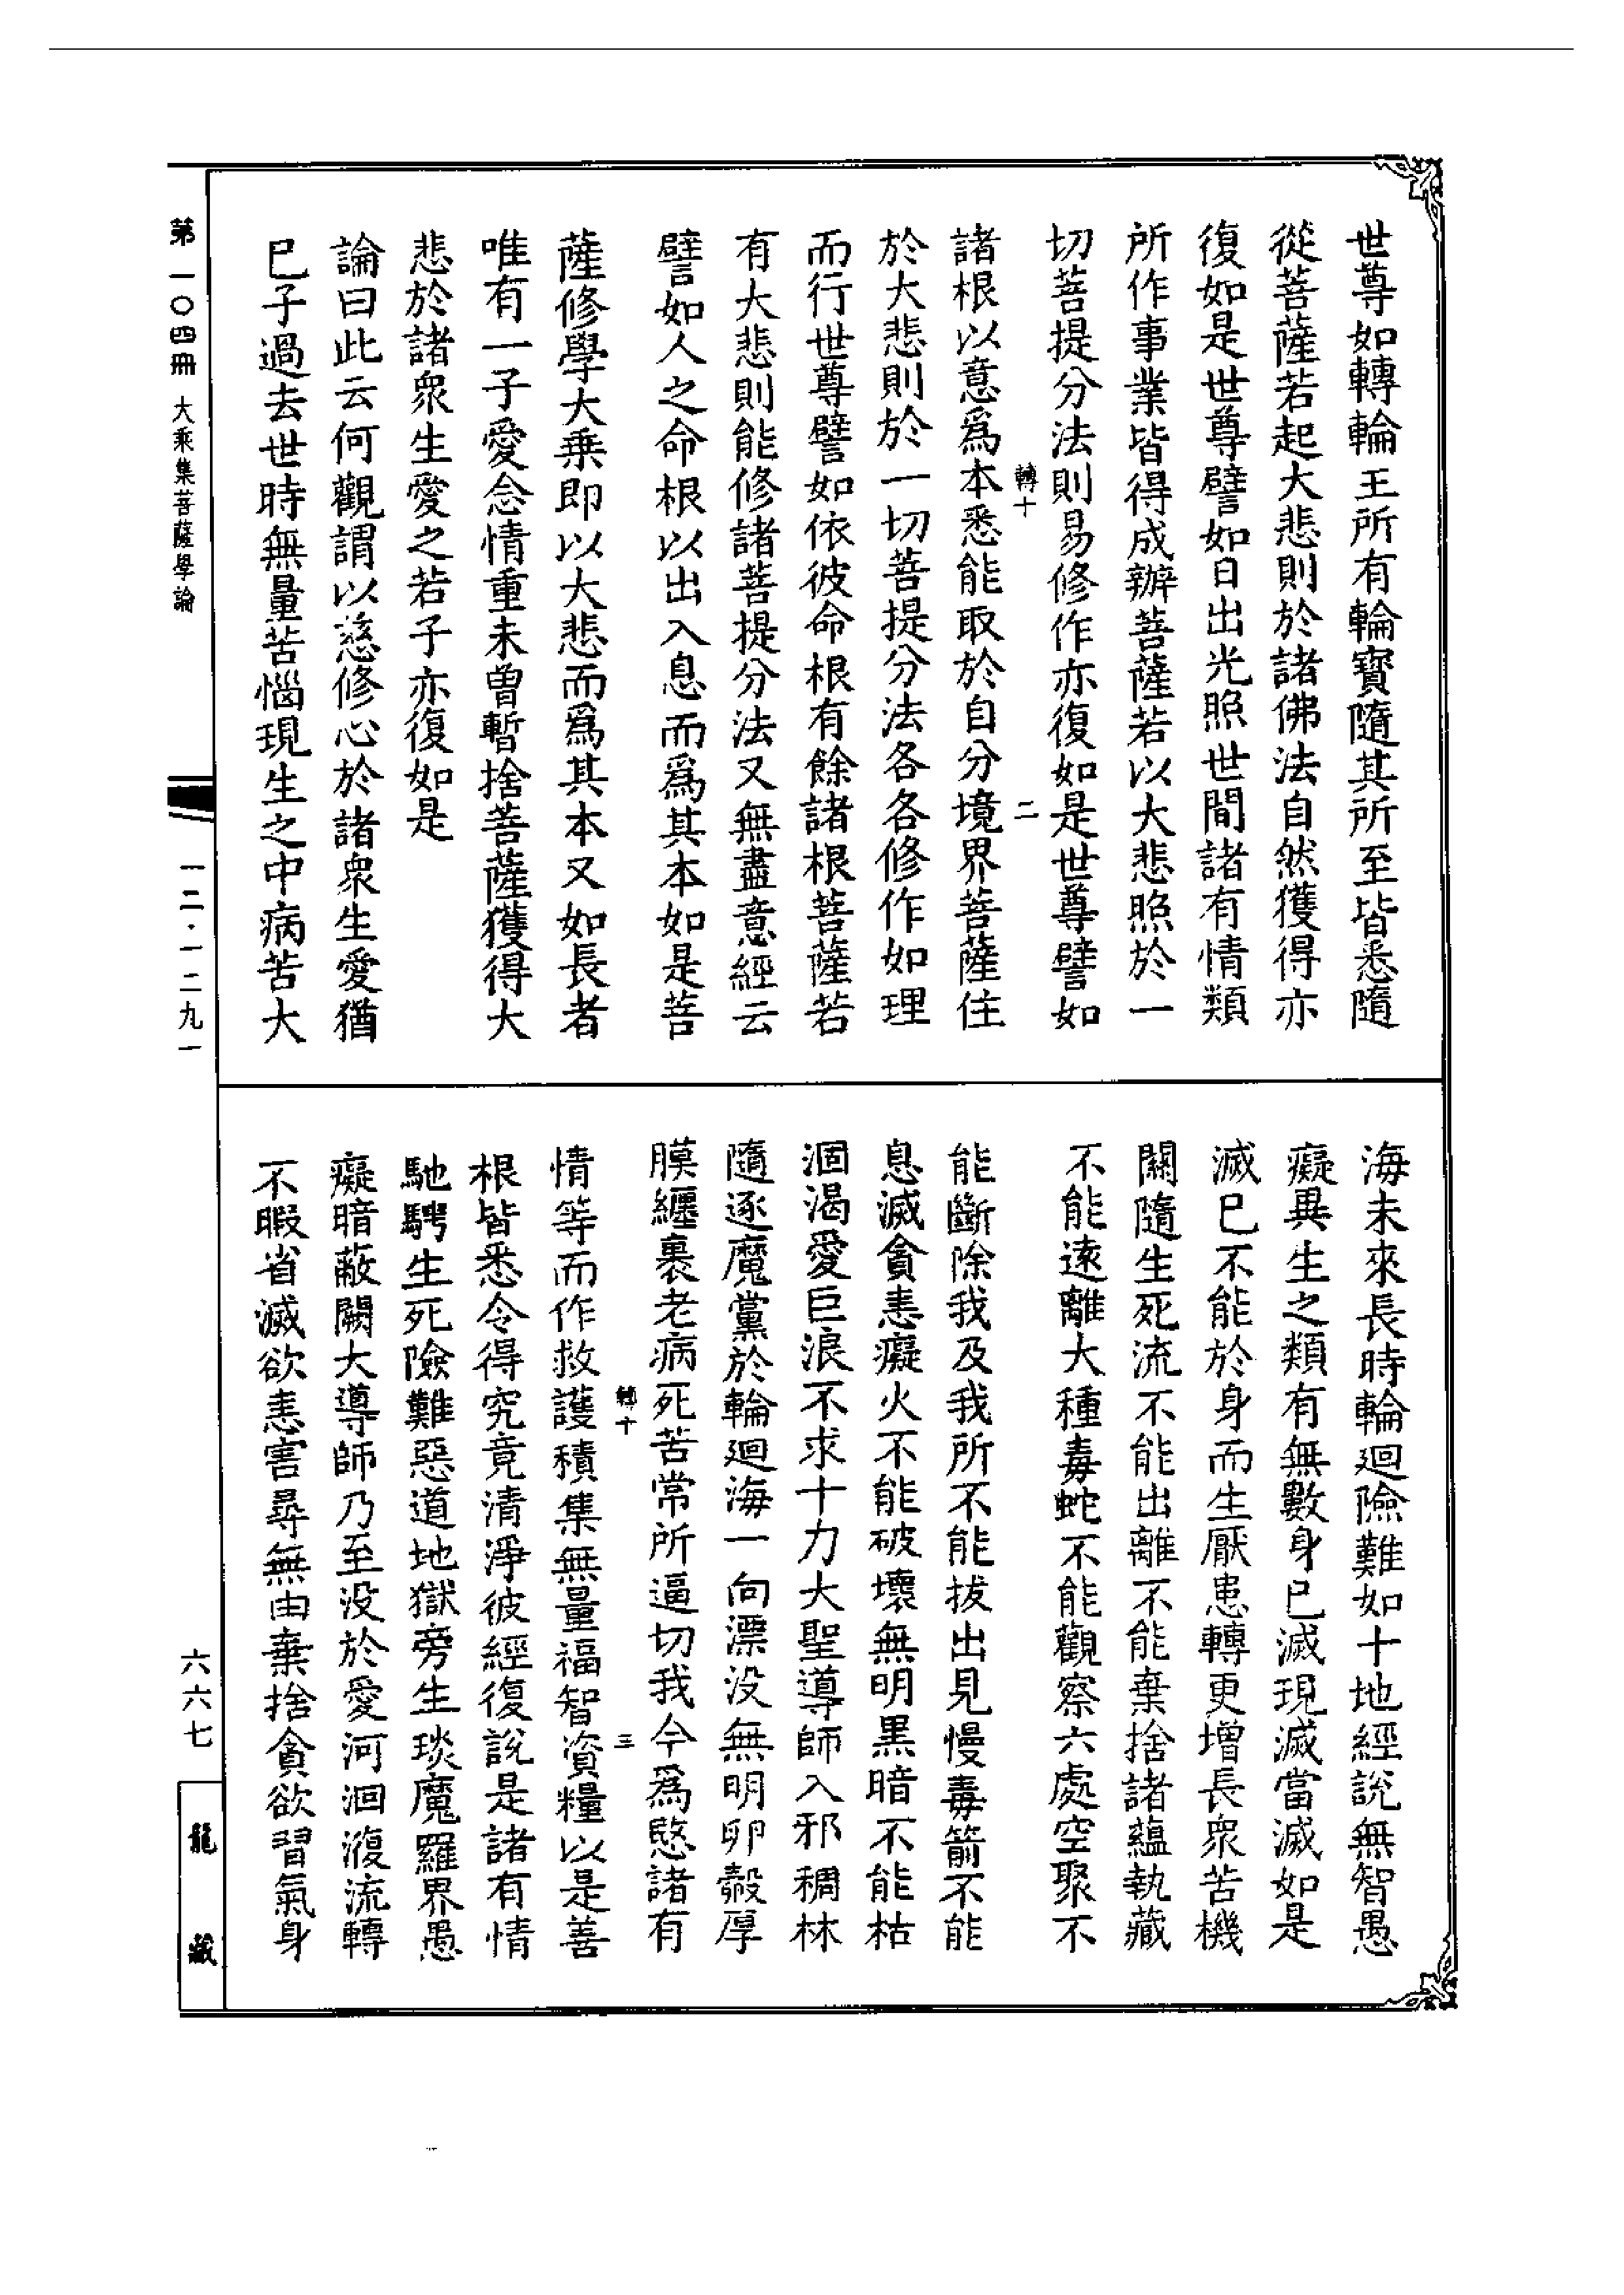 世尊如轉輪王所有輪寶隨其所至皆悉隨
從菩薩若起大悲則於諸佛法自然獲得亦
復如是世尊譬如日出光照世間諸有情類
所作事業皆得成辦菩薩若以大悲照於一
切菩提分法則易修作亦復如是世尊譬如
轉十 二
諸根以意爲本悉能取於自分境界菩薩住
於大悲則於一切菩提分法各各修作如理
而行世尊譬如依彼命根有餘諸根菩薩若
有大悲則能修諸菩提分法又無盡意經云
譬如人之命根以出入息而爲其本如是菩
薩修學大乘即以大悲而爲其本又如長者
唯有一子愛念情重未曾暫捨菩薩獲得大
悲於諸衆生愛之若子亦復如是
論曰此云何觀謂以慈修心於諸衆生愛猶
巳子過去世時無量苦惱現生之中病苦大
海未來長時輪迴險難如十地經說無智愚
癡異生之類有無數身巳滅現滅當滅如是
滅巳不能於身而生厭患轉更增長衆苦機
關隨生死流不能出離不能棄捨諸蘊執藏
不能遠離大種毒蛇不能觀察六處空聚不
能斷除我及我所不能拔出見慢毒箭不能
息滅貪恚癡火不能破壞無明黑暗不能枯
涸渴愛巨浪不求十力大聖導師入邪稠林
隨逐魔黨於輪迴海一向漂没無明卵㲉厚
膜纏裹老病死苦常所逼切我今爲愍諸有
轉十 三
情等而作救護積集無量福智資糧以是善
根皆悉令得究竟清淨彼經復說是諸有情
馳騁生死險難惡道地獄旁生琰魔羅界愚
癡暗蔽闕大導師乃至没於愛河洄澓流轉
不暇省滅欲恚害尋無由棄捨貪欲習氣身
第一〇四冊 大乘集菩薩學論
一二·一二九一
六六七
龍藏